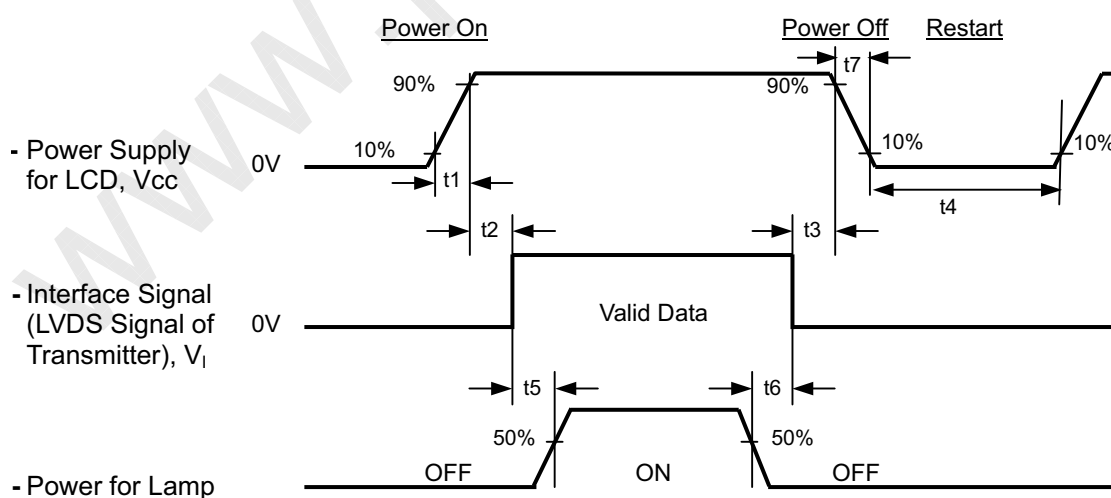 Power On
Power Off
Restart
90%
90%
t7
10%
10%
10%
- Power Supply
for LCD, Vcc
0V
t1
t4
t2
t3
- Interface Signal
(LVDS Signal of
Transmitter), VI
0V
Valid Data
t5
t6
50%
50%
OFF
ON
OFF
- Power for Lamp